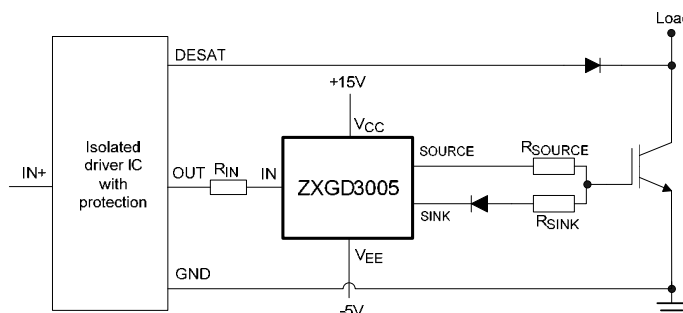 Load
DESAT
+15V
VCC
Isolated
driver IC
with
protection
IN+
OUT
RIN
IN
ZXGD3005
SOURCE
RSOURCE
SINK
RSINK
VEE
GND
-5V